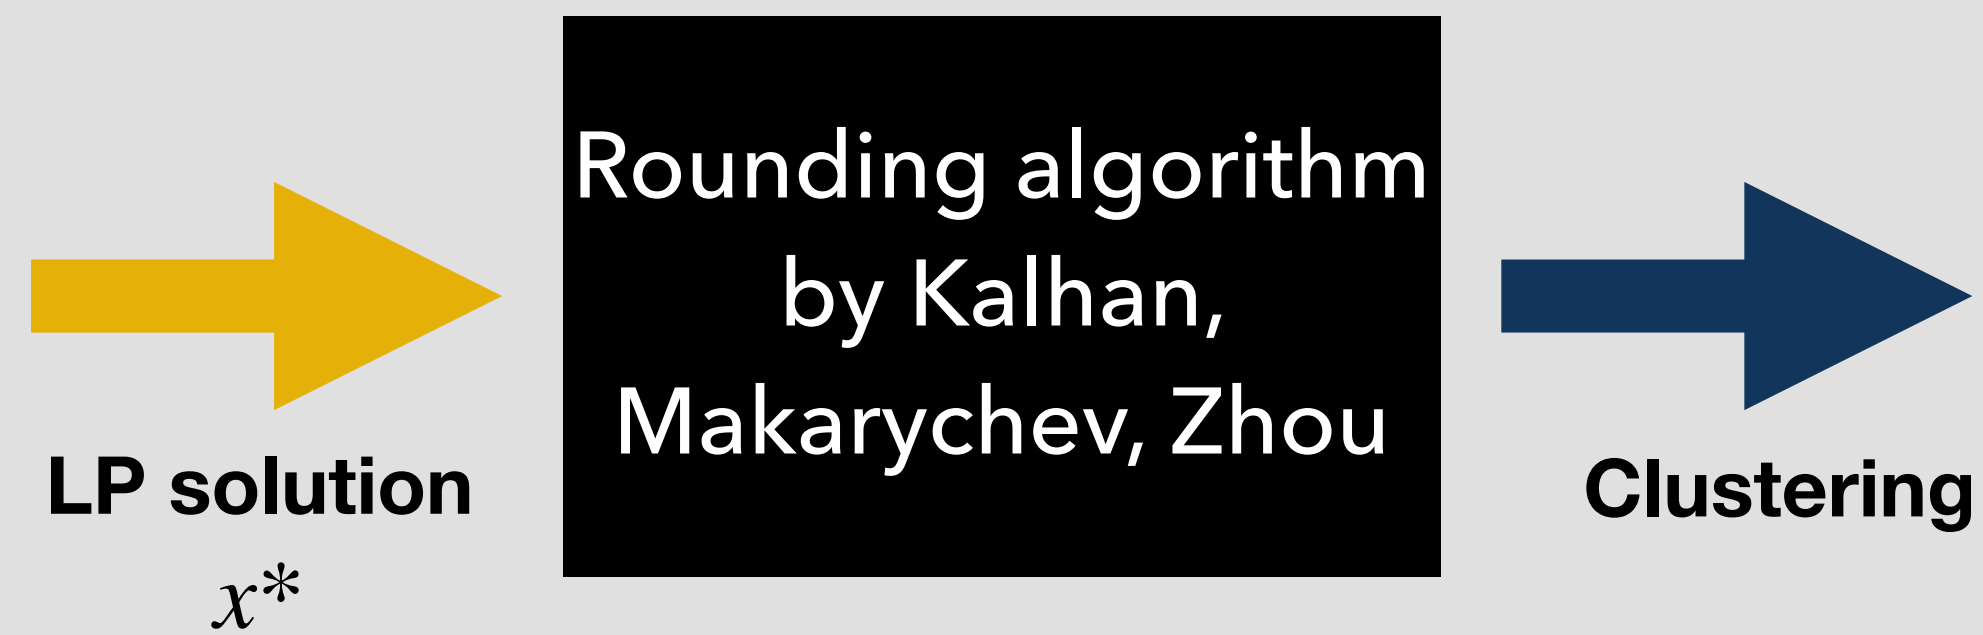 Rounding algorithm
by Kalhan,
Makarychev, Zhou
LP solution
x*
Clustering